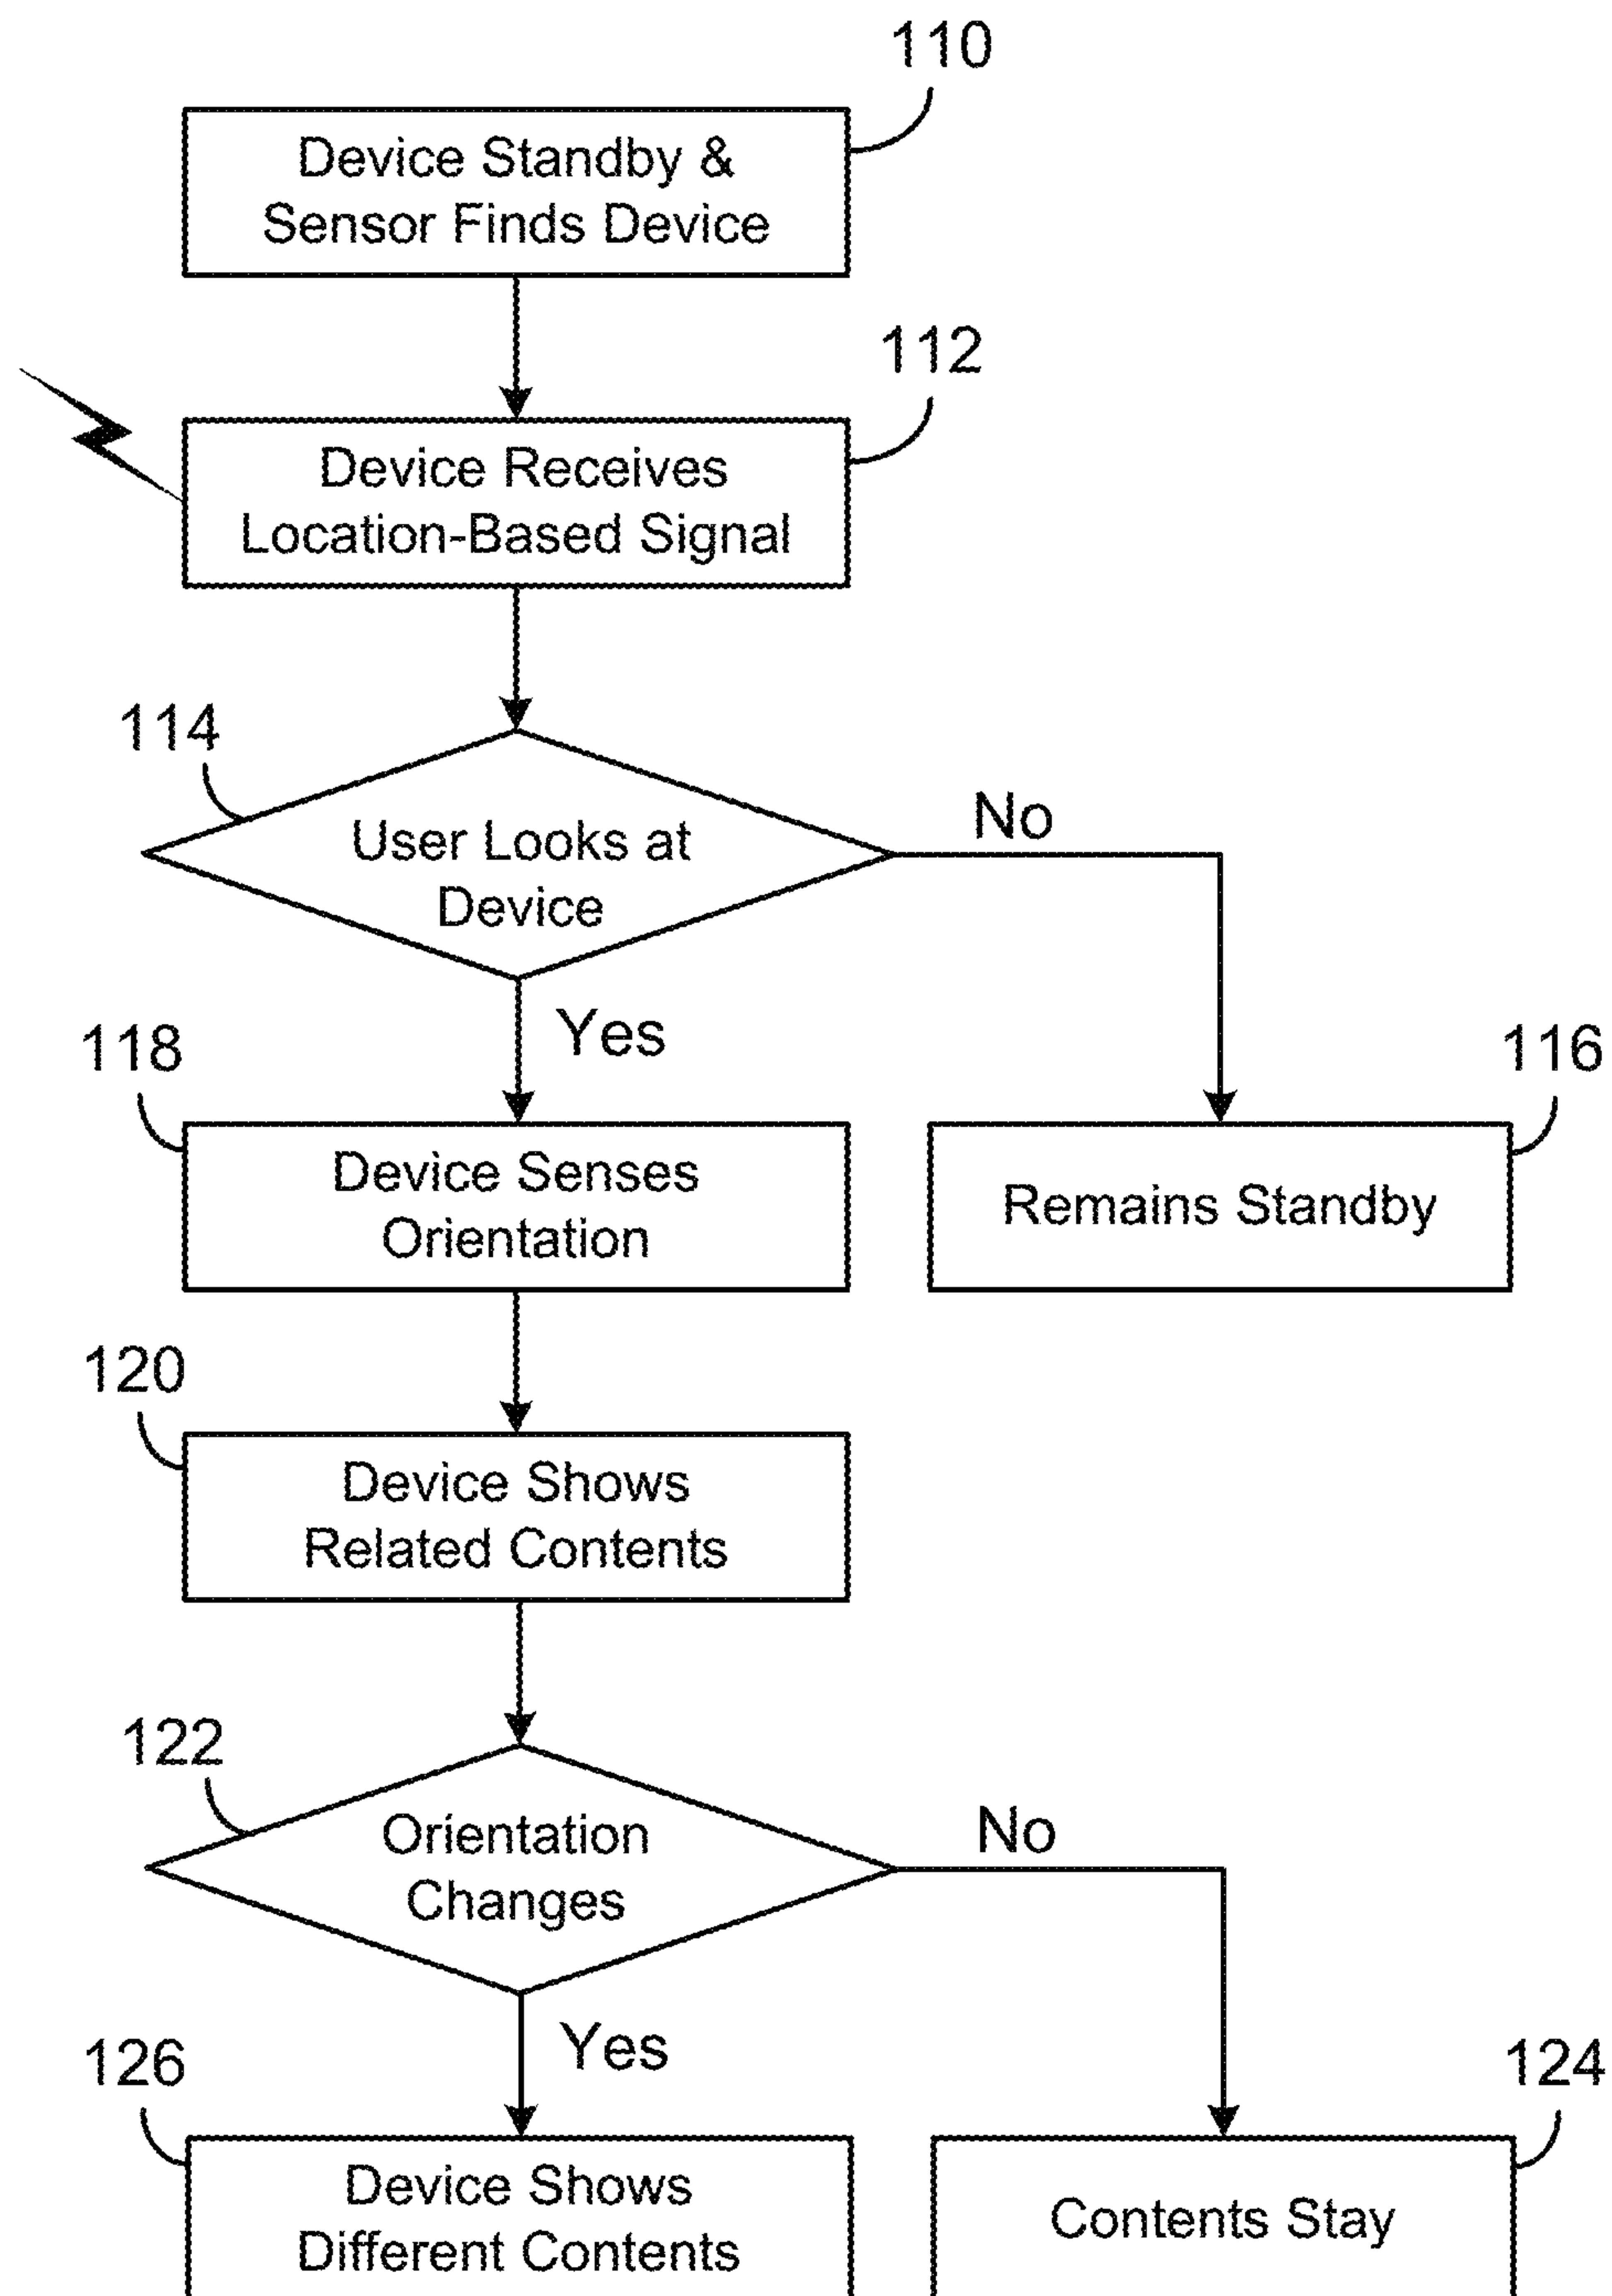 110
Device Standby &
Sensor Finds Device
112
Device Receives
Location-Based Signal
114
User Looks at
Device
No
Yes
118
116
Device Senses
Orientation
Remains Standby
120
Device Shows
Related Contents
122
Orientation
Changes
No
Yes
126
124
Device Shows
Different Contents
Contents Stay